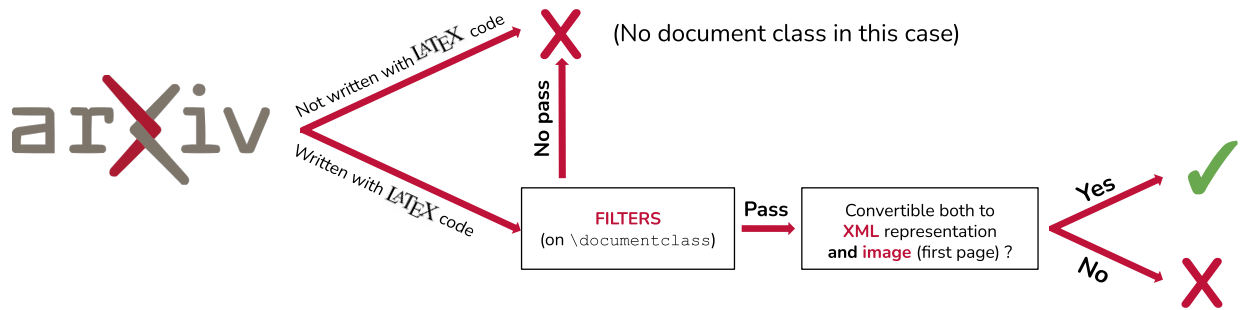 arXiv
Not written with LATEX code
(No document class in this case)
No pass
Written with LATEX code
FILTERS
(on \documentclass)
Pass
Convertible both to
XML representation
and image (first page) ?
Yes
No